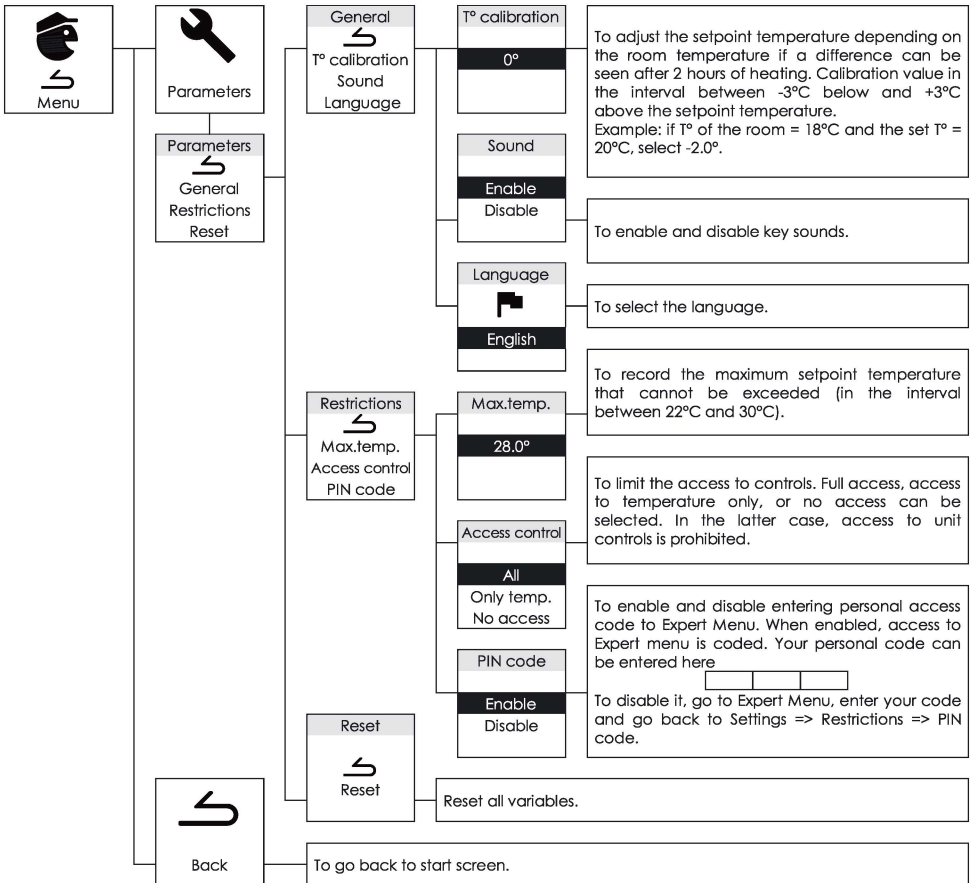 Menu
Parameters
Parameters
General
Restrictions
Reset
General
T° calibration
Sound
Language
T° calibration
0°
To adjust the setpoint temperature depending on
the room temperature if a difference can be
seen after 2 hours of heating. Calibration value in
the interval between -3°C below and +3°C
above the setpoint temperature.
Example: if T° of the room = 18°C and the set T° =
20°C, select -2.0°.
Sound
Enable
Disable
To enable and disable key sounds.
Language
English
To select the language.
Restrictions
Max.temp.
Access control
PIN code
Max.temp.
28.0°
To record the maximum setpoint temperature
that cannot be exceeded (in the interval
between 22°C and 30°C).
Access control
All
Only temp.
No access
To limit the access to controls. Full access, access
to temperature only, or no access can be
selected. In the latter case, access to unit
controls is prohibited.
PIN code
Enable
Disable
To enable and disable entering personal access
code to Expert Menu. When enabled, access to
Expert menu is coded. Your personal code can
be entered here
To disable it, go to Expert Menu, enter your code
and go back to Settings => Restrictions => PIN
code.
Reset
Reset
Reset all variables.
Back
To go back to start screen.